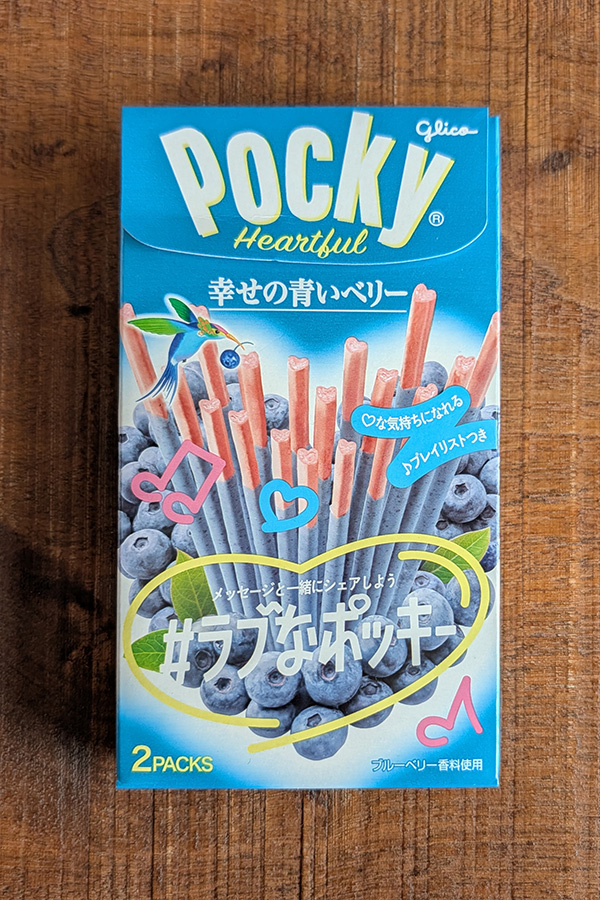 Glico
Pocky®
Heartful
幸せの青いベリー
♡な気持ちになれる
♪プレイリストつき
メッセージと一緒にシェアしよう
#ラブなポッキー
2PACKS
ブルーベリー香料使用